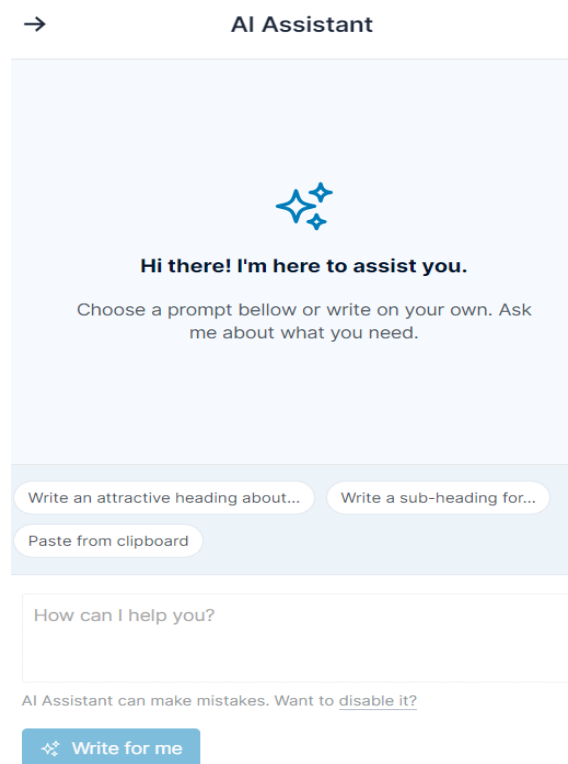 AI Assistant
Hi there! I'm here to assist you.
Choose a prompt bellow or write on your own. Ask
me about what you need.
Write an attractive heading about...
Write a sub-heading for...
Paste from clipboard
How can I help you?
AI Assistant can make mistakes. Want to disable it?
Write for me